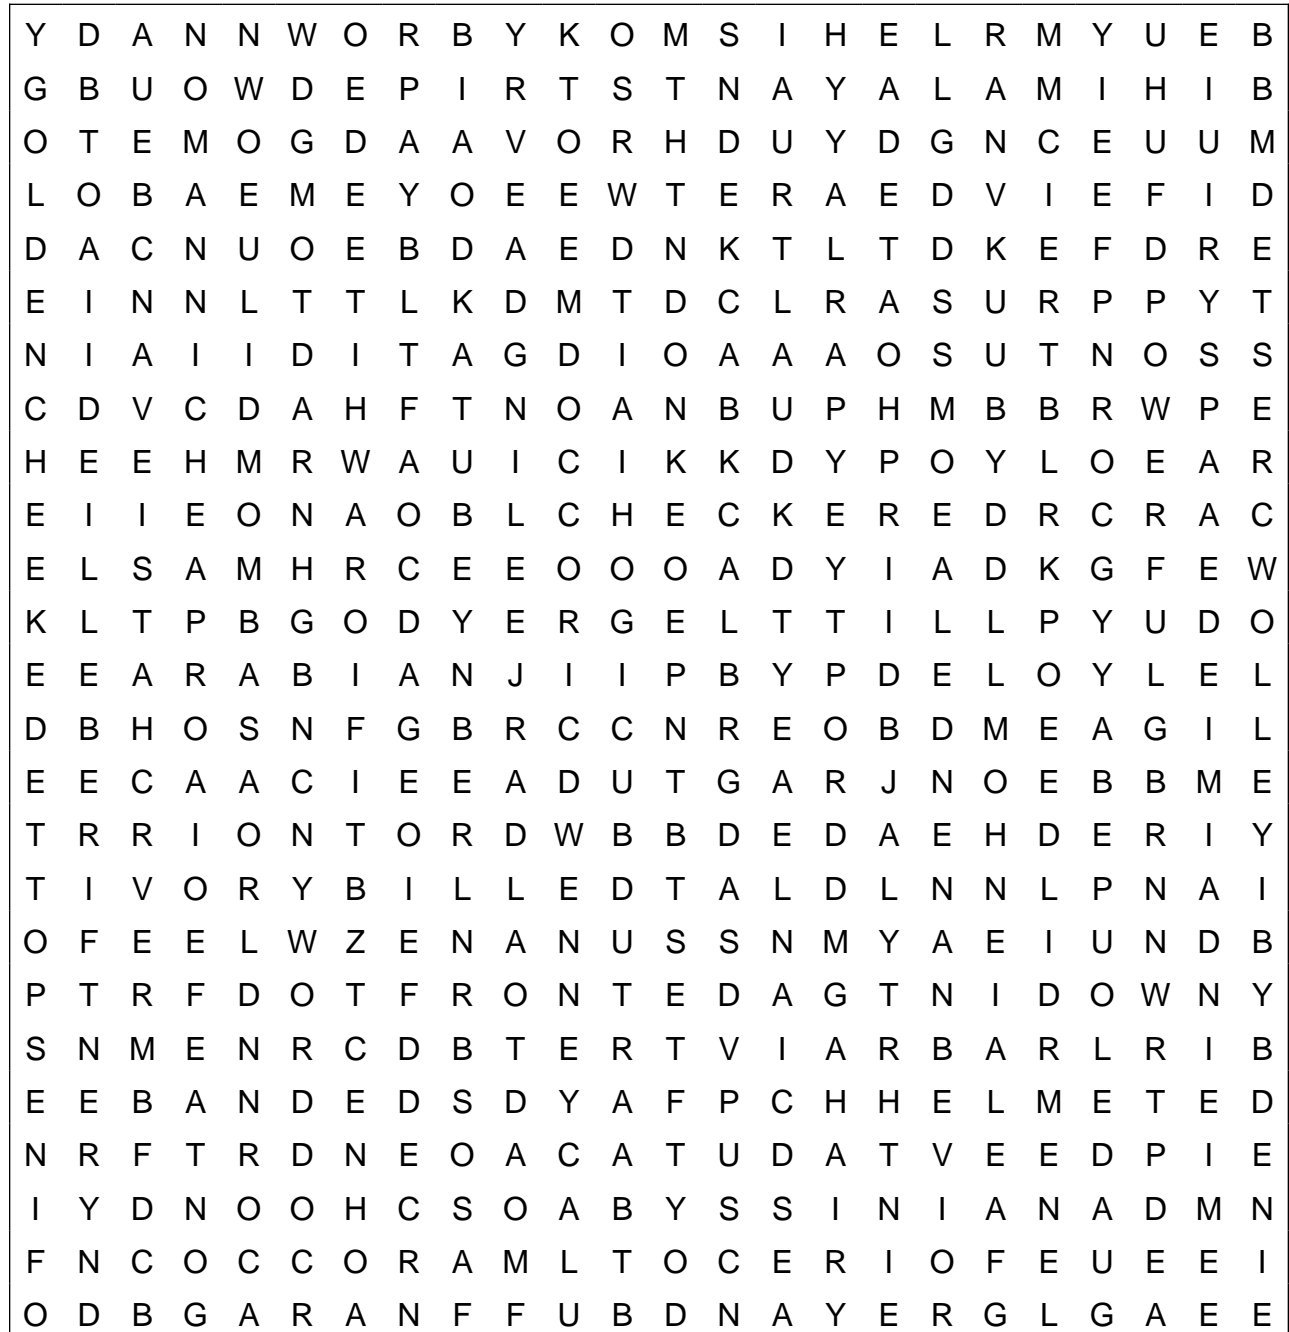 Y D A N N W O R B Y K O M S I H E L R M Y U E B
G B U O W D E P I R T S T N A Y A L A M I H I B
O T E M O G D A A V O R H D U Y D G N C E U U M
L O B A E M E Y O E E W T E R A E D V I E F I D
D A C N U O E B D A E D N K T L T D K E F D R E
E I N N L T T L K D M T D C L R A S U R P P Y T
N I A I I D I T A G D I O A A A O S U T N O S S
C D V C D A H F T N O A N B U P H M B B R W P E
H E E H M R W A U I C I K K D Y P O Y L O E A R
E I I E O N A O B L C H E C K E R E D R C R A C
E L S A M H R C E E O O O A D Y I A D K G F E W
K L T P B G O D Y E R G E L T T I L L P Y U D O
E E A R A B I A N J I I P B Y P D E L O Y L E L
D B H O S N F G B R C C N R E O B D M E A G I L
E E C A A C I E E A D U T G A R J N O E B B M E
T R R I O N T O R D W B B D E D A E H D E R I Y
T I V O R Y B I L L E D T A L D L N N L P N A I
O F E E L W Z E N A N U S S N M Y A E I U N D B
P T R F D O T F R O N T E D A G T N I D O W N Y
S N M E N R C D B T E R T V I A R B A R L R I B
E E B A N D E D S D Y A F P C H H E L M E T E D
N R F T R D N E O A C A T U D A T V E E D P I E
I Y D N O O H C S O A B Y S S I N I A N A D M N
F N C O C C O R A M L T O C E R I O F E U E E I
O D B G A R A N F F U B D N A Y E R G L G A E E